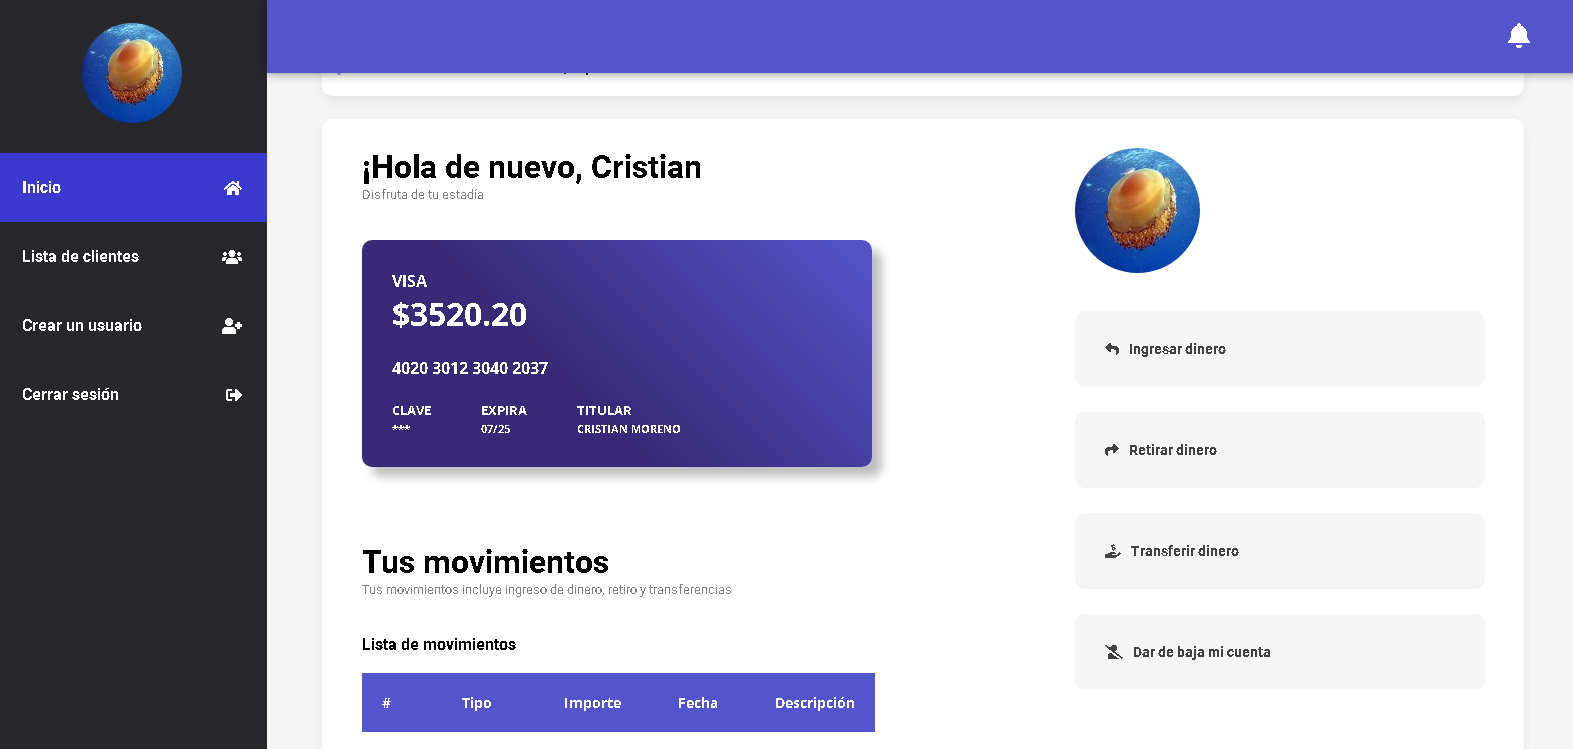 Inicio
Lista de clientes
Crear un usuario
Cerrar sesión
¡Hola de nuevo, Cristian
Disfruta de tu estadía
VISA
$3520.20
4020 3012 3040 2037
CLAVE EXPIRA TITULAR
*** 07/25 CRISTIAN MORENO
Tus movimientos
Tus movimientos incluye ingreso de dinero, retiro y transferencias
Lista de movimientos
# Tipo Importe Fecha Descripción
Ingresar dinero
Retirar dinero
Transferir dinero
Dar de baja mi cuenta